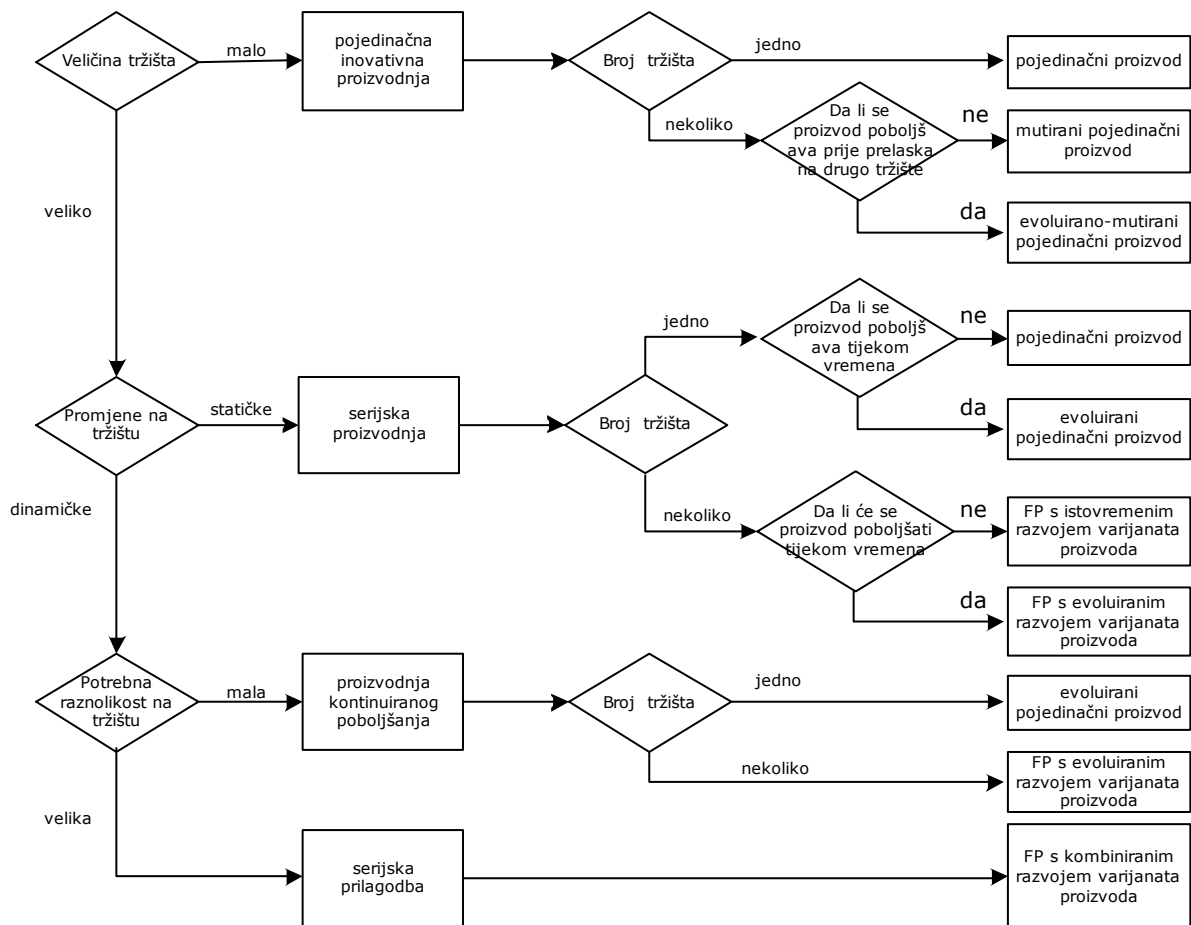 Veličina tržišta
malo
pojedinačna
inovativna
proizvodnja
Broj tržišta
jedno
pojedinačni proizvod
nekoliko
Da li se
proizvod poboljš
ava prije prelaska
na drugo tržište
ne
mutirani pojedinačni
proizvod
da
evoluirano-mutirani
pojedinačni proizvod
veliko
Promjene na
tržištu
statičke
serijska
proizvodnja
Broj tržišta
jedno
Da li se
proizvod poboljš
ava tijekom
vremena
ne
pojedinačni proizvod
da
evoluirani
pojedinačni proizvod
nekoliko
Da li će se
proizvod poboljšati
tijekom vremena
ne
FP s istovremenim
razvojem varijanata
proizvoda
da
FP s evoluiranim
razvojem varijanata
proizvoda
dinamičke
Potrebna
raznolikost na
tržištu
mala
proizvodnja
kontinuiranog
poboljšanja
Broj tržišta
jedno
evoluirani
pojedinačni proizvod
nekoliko
FP s evoluiranim
razvojem varijanata
proizvoda
velika
serijska
prilagodba
FP s kombiniranim
razvojem varijanata
proizvoda